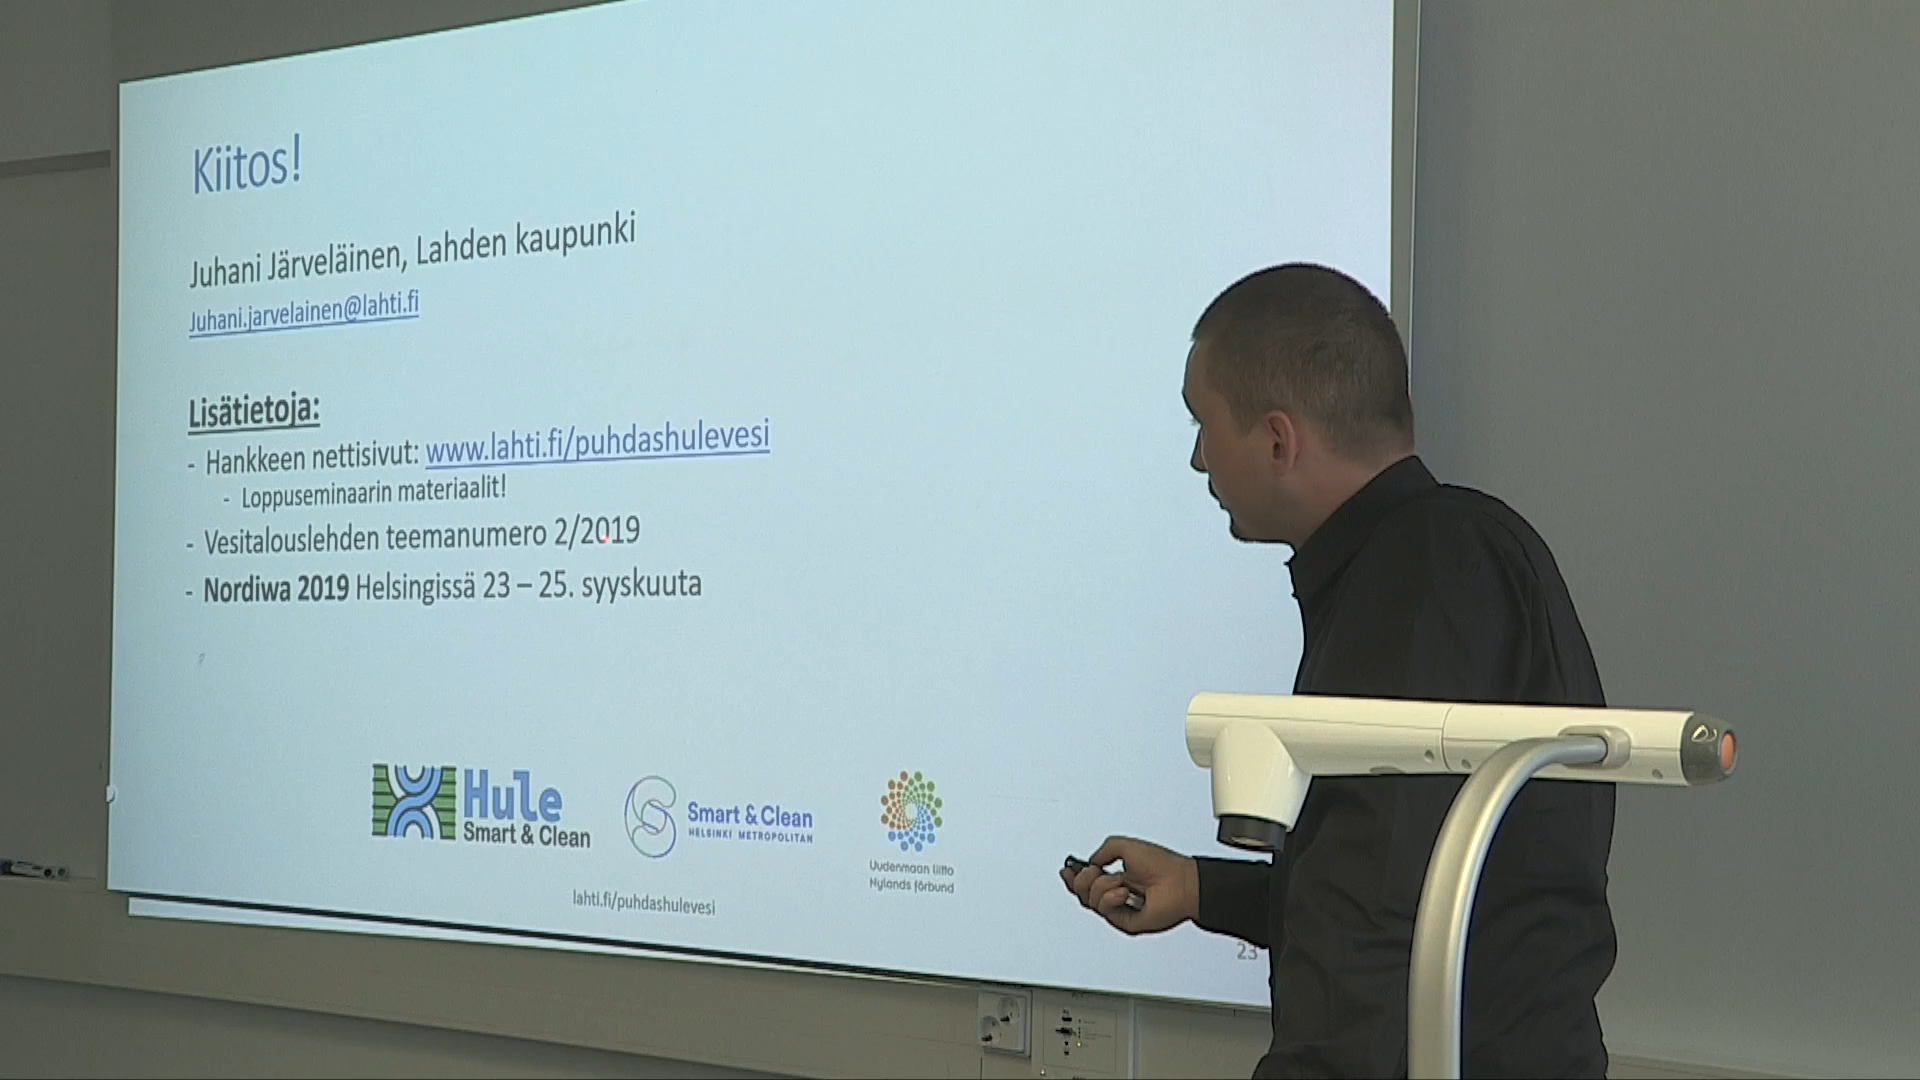 Kiitos!
Juhani Järveläinen, Lahden kaupunki
Juhani.jarvelainen@lahti.fi
Lisätietoja:
- Hankkeen nettisivut: www.lahti.fi/puhdashulevesi
- Loppuseminaarin materiaalit!
- Vesitalouslehden teemanumero 2/2019
- Nordiwa 2019 Helsingissä 23 – 25. syyskuuta
Hule
Smart & Clean
Smart & Clean
HELSINKI METROPOLITAN
Uudenmaan liitto
Nylands förbund
lahti.fi/puhdashulevesi
23